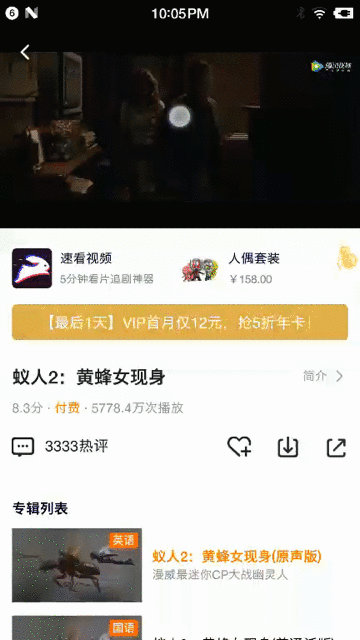 6 N 10:05PM
腾讯视频
速看视频
5分钟看片追剧神器
人偶套装
￥158.00
【最后1天】VIP首月仅12元，抢5折年卡！
蚁人2：黄蜂女现身
简介
8.3分 · 付费 · 5778.4万次播放
3333热评
专辑列表
英语
蚁人2：黄蜂女现身(原声版)
漫威最迷你CP大战幽灵人
国语